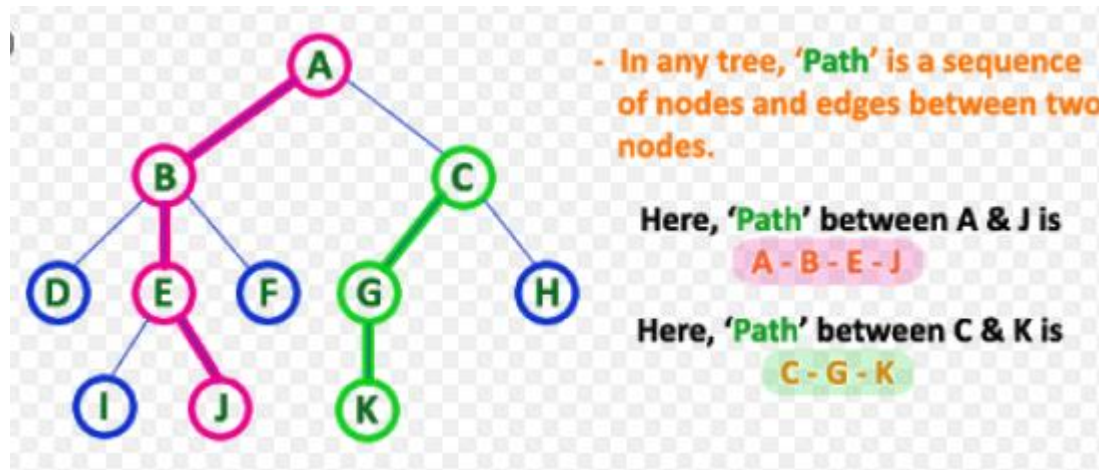 A
B
C
D
E
F
G
H
I
J
K
- In any tree, ‘Path’ is a sequence
of nodes and edges between two
nodes.
Here, ‘Path’ between A & J is
A - B - E - J
Here, ‘Path’ between C & K is
C - G - K